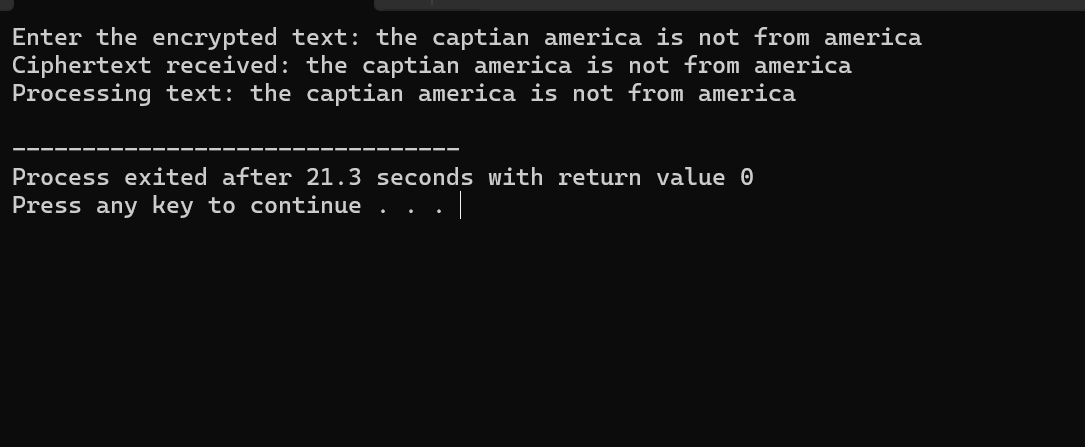 Enter the encrypted text: the captian america is not from america
Ciphertext received: the captian america is not from america
Processing text: the captian america is not from america
--------------------------------
Process exited after 21.3 seconds with return value 0
Press any key to continue . . .